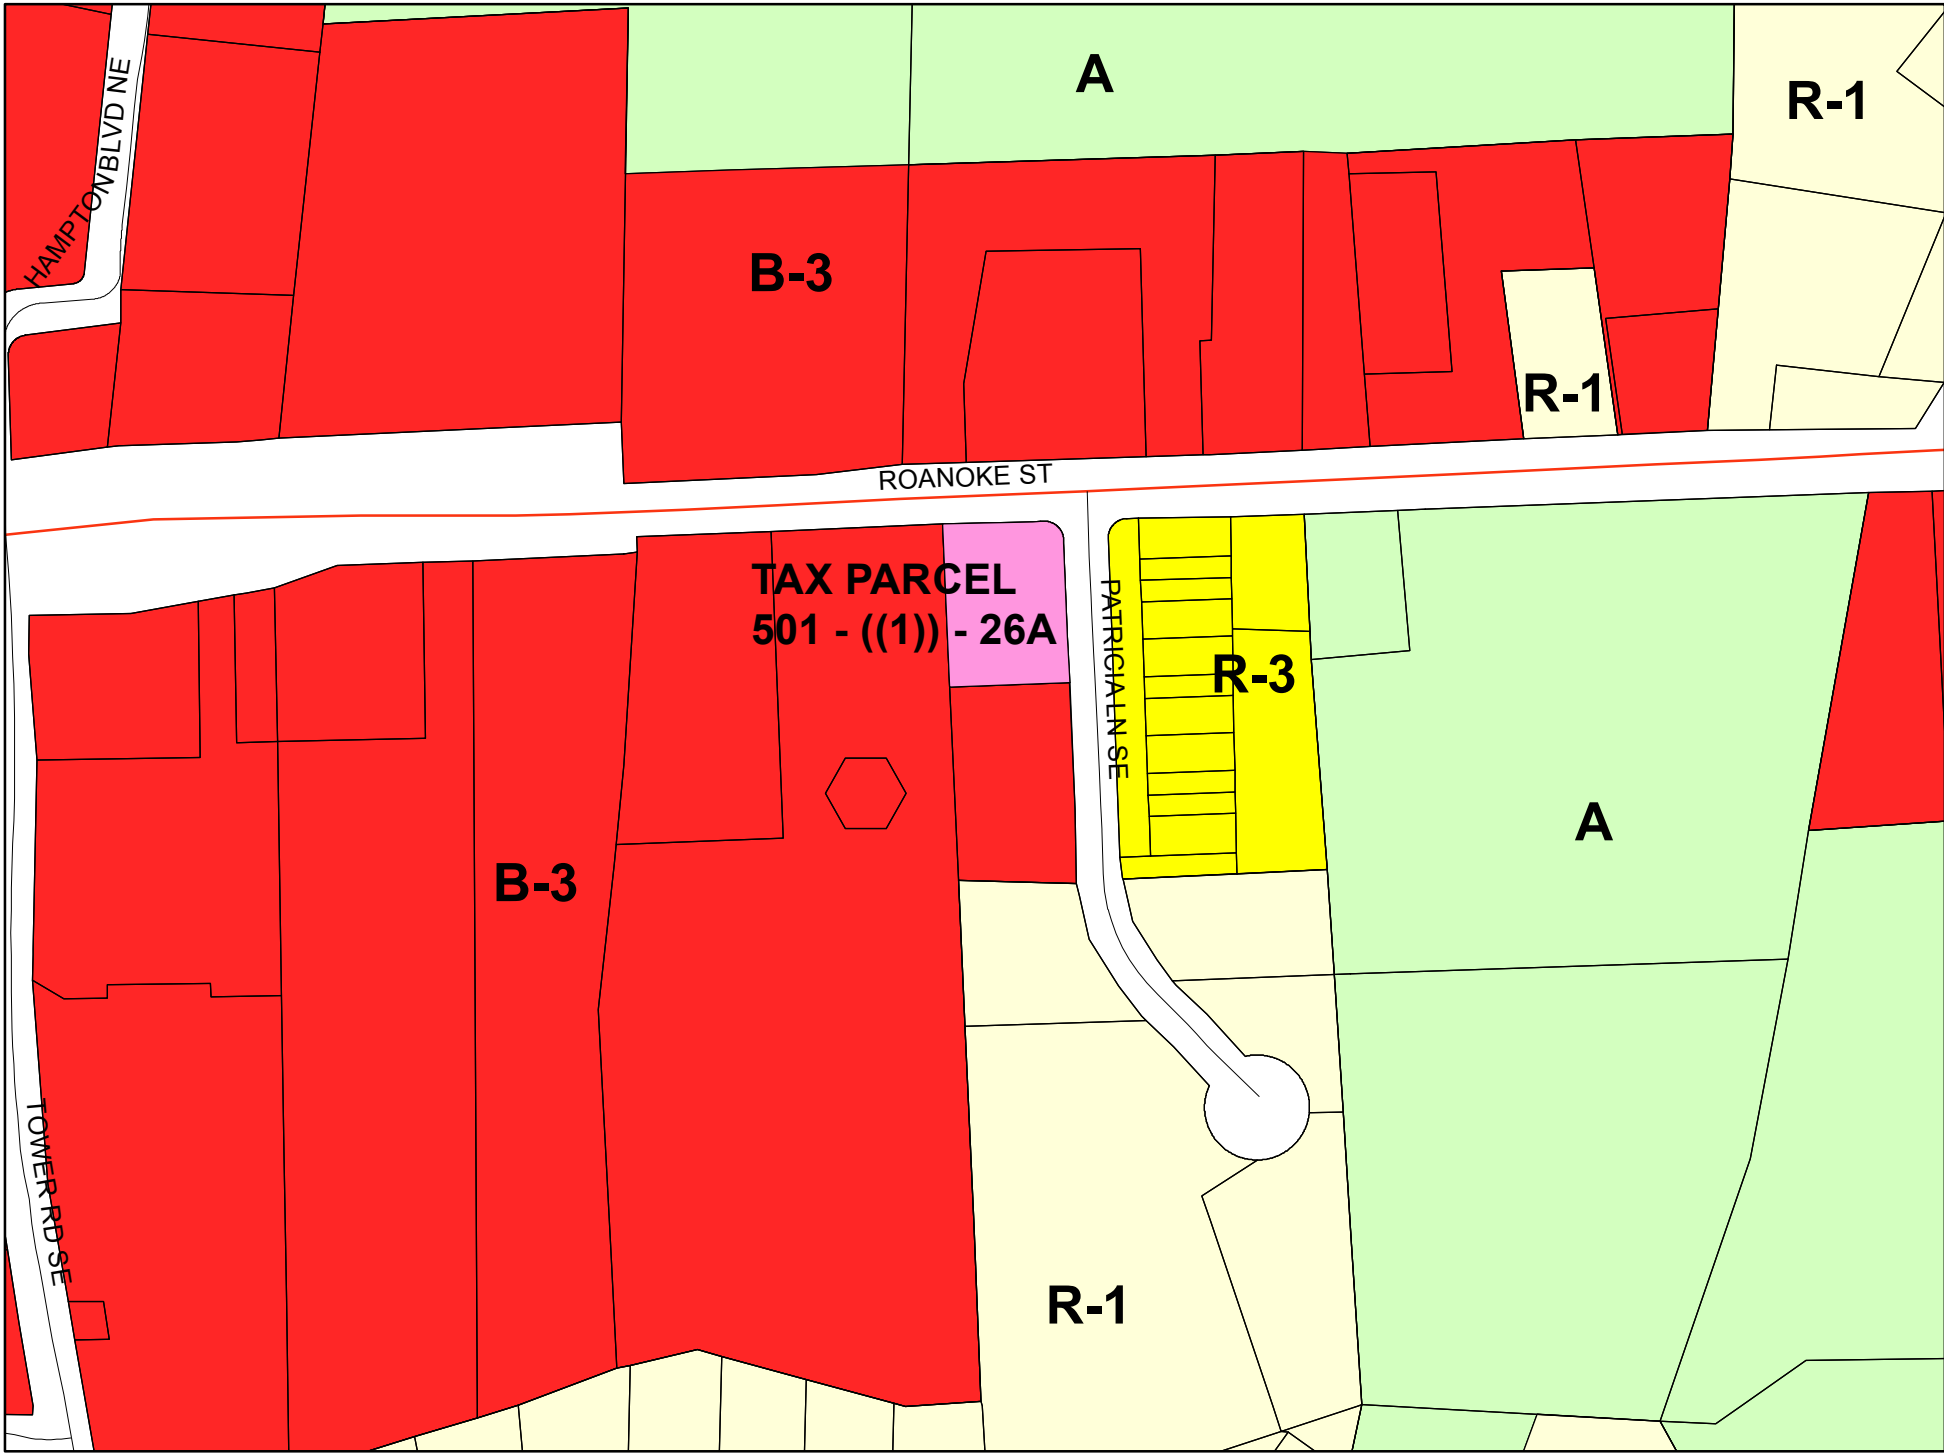 A
R-1
HAMPTON BLVD NE
B-3
R-1
ROANOKE ST
TAX PARCEL
501 - ((1)) - 26A
PATRICIA LN SE
R-3
A
B-3
TOWER RD SE
R-1